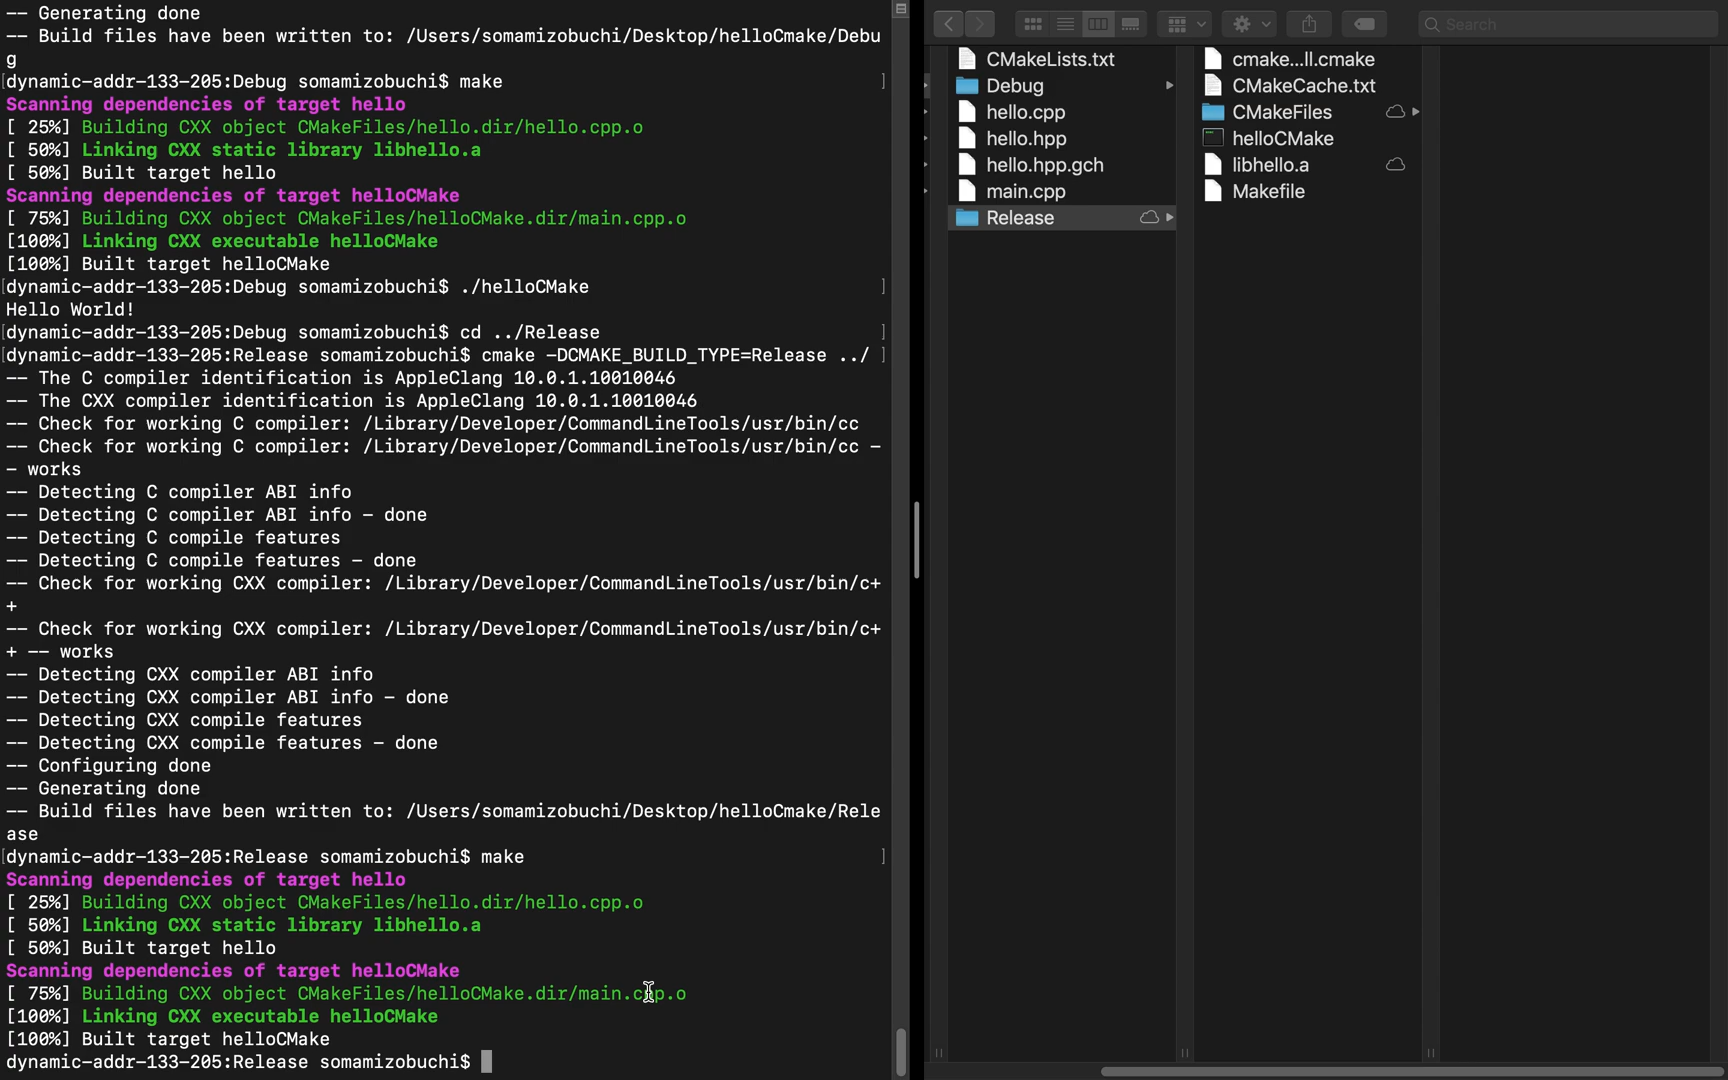 -- Generating done
-- Build files have been written to: /Users/somamizobuchi/Desktop/helloCmake/Debu
g
[dynamic-addr-133-205:Debug somamizobuchi$ make ]
Scanning dependencies of target hello
[ 25%] Building CXX object CMakeFiles/hello.dir/hello.cpp.o
[ 50%] Linking CXX static library libhello.a
[ 50%] Built target hello
Scanning dependencies of target helloCMake
[ 75%] Building CXX object CMakeFiles/helloCMake.dir/main.cpp.o
[100%] Linking CXX executable helloCMake
[100%] Built target helloCMake
[dynamic-addr-133-205:Debug somamizobuchi$ ./helloCMake ]
Hello World!
[dynamic-addr-133-205:Debug somamizobuchi$ cd ../Release ]
[dynamic-addr-133-205:Release somamizobuchi$ cmake -DCMAKE_BUILD_TYPE=Release ../ ]
-- The C compiler identification is AppleClang 10.0.1.10010046
-- The CXX compiler identification is AppleClang 10.0.1.10010046
-- Check for working C compiler: /Library/Developer/CommandLineTools/usr/bin/cc
-- Check for working C compiler: /Library/Developer/CommandLineTools/usr/bin/cc -
- works
-- Detecting C compiler ABI info
-- Detecting C compiler ABI info - done
-- Detecting C compile features
-- Detecting C compile features - done
-- Check for working CXX compiler: /Library/Developer/CommandLineTools/usr/bin/c+
+
-- Check for working CXX compiler: /Library/Developer/CommandLineTools/usr/bin/c+
+ -- works
-- Detecting CXX compiler ABI info
-- Detecting CXX compiler ABI info - done
-- Detecting CXX compile features
-- Detecting CXX compile features - done
-- Configuring done
-- Generating done
-- Build files have been written to: /Users/somamizobuchi/Desktop/helloCmake/Rele
ase
[dynamic-addr-133-205:Release somamizobuchi$ make ]
Scanning dependencies of target hello
[ 25%] Building CXX object CMakeFiles/hello.dir/hello.cpp.o
[ 50%] Linking CXX static library libhello.a
[ 50%] Built target hello
Scanning dependencies of target helloCMake
[ 75%] Building CXX object CMakeFiles/helloCMake.dir/main.cpp.o
[100%] Linking CXX executable helloCMake
[100%] Built target helloCMake
dynamic-addr-133-205:Release somamizobuchi$
Search
CMakeLists.txt
Debug
hello.cpp
hello.hpp
hello.hpp.gch
main.cpp
Release
cmake...ll.cmake
CMakeCache.txt
CMakeFiles
helloCMake
libhello.a
Makefile